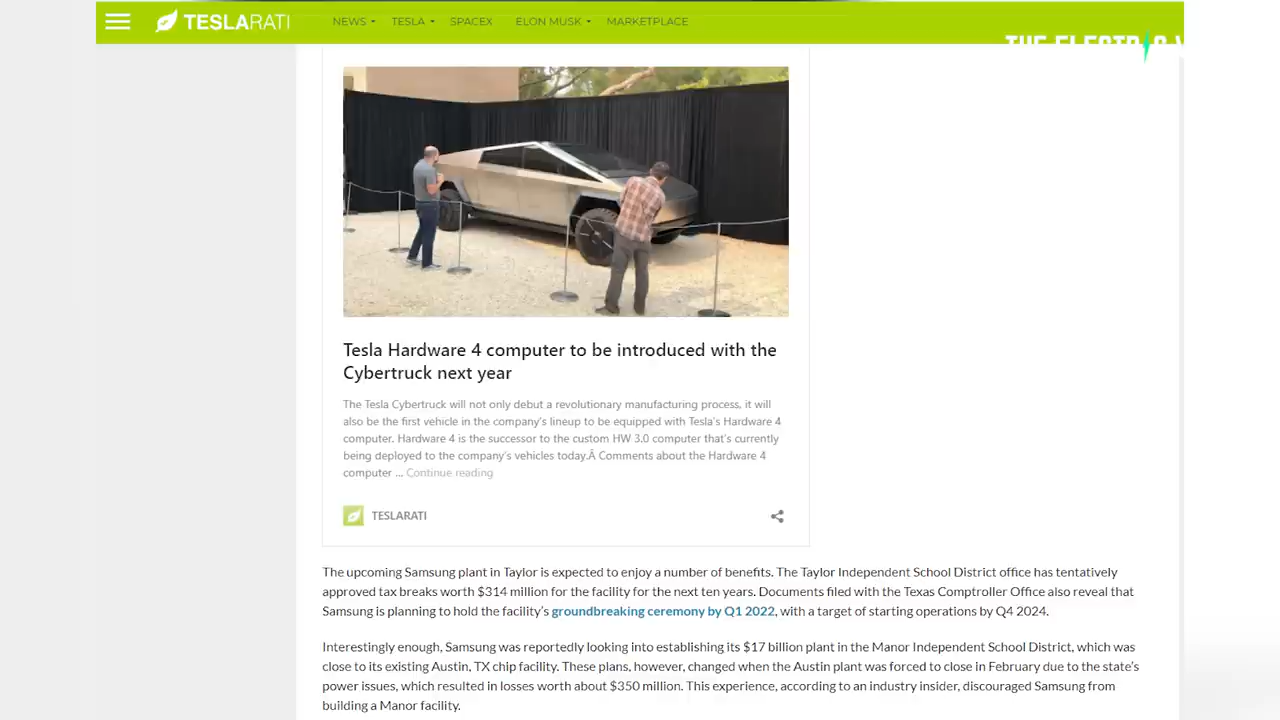 TESLARATI
NEWS
TESLA
SPACEX
ELON MUSK
MARKETPLACE
THE ELECTRIC
Tesla Hardware 4 computer to be introduced with the
Cybertruck next year
The Tesla Cybertruck will not only debut a revolutionary manufacturing process, it will
also be the first vehicle in the company's lineup to be equipped with Tesla's Hardware 4
computer. Hardware 4 is the successor to the custom HW 3.0 computer that's currently
being deployed to the company's vehicles today.Â Comments about the Hardware 4
computer ... Continue reading
TESLARATI
The upcoming Samsung plant in Taylor is expected to enjoy a number of benefits. The Taylor Independent School District office has tentatively
approved tax breaks worth $314 million for the facility for the next ten years. Documents filed with the Texas Comptroller Office also reveal that
Samsung is planning to hold the facility's groundbreaking ceremony by Q1 2022, with a target of starting operations by Q4 2024.
Interestingly enough, Samsung was reportedly looking into establishing its $17 billion plant in the Manor Independent School District, which was
close to its existing Austin, TX chip facility. These plans, however, changed when the Austin plant was forced to close in February due to the state's
power issues, which resulted in losses worth about $350 million. This experience, according to an industry insider, discouraged Samsung from
building a Manor facility.